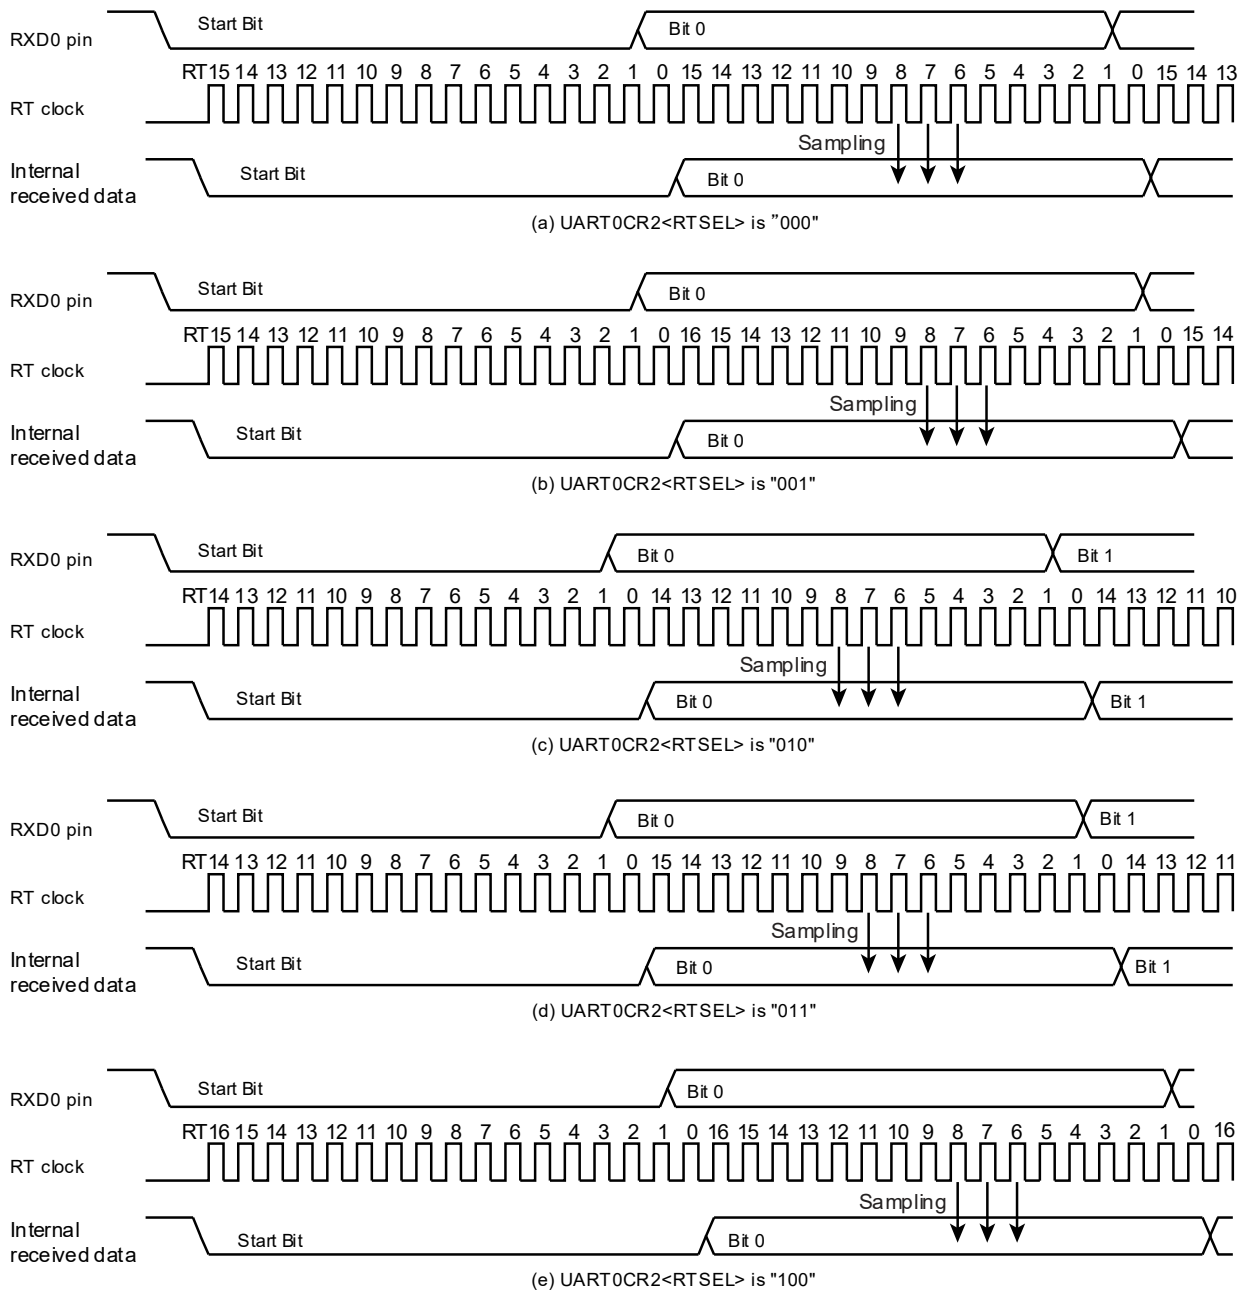 Start Bit
Bit 0
RXD0 pin
RT15 14 13 12 11 10 9 8 7 6 5 4 3 2 1 0 15 14 13 12 11 10 9 8 7 6 5 4 3 2 1 0 15 14 13
RT clock
Sampling
Internal
received data
Start Bit
Bit 0
(a) UART0CR2<RTSEL> is ”000"
Start Bit
Bit 0
RXD0 pin
RT15 14 13 12 11 10 9 8 7 6 5 4 3 2 1 0 16 15 14 13 12 11 10 9 8 7 6 5 4 3 2 1 0 15 14
RT clock
Sampling
Internal
received data
Start Bit
Bit 0
(b) UART0CR2<RTSEL> is "001"
Start Bit
Bit 0
Bit 1
RXD0 pin
RT14 13 12 11 10 9 8 7 6 5 4 3 2 1 0 14 13 12 11 10 9 8 7 6 5 4 3 2 1 0 14 13 12 11 10
RT clock
Sampling
Internal
received data
Start Bit
Bit 0
Bit 1
(c) UART0CR2<RTSEL> is "010"
Start Bit
Bit 0
Bit 1
RXD0 pin
RT14 13 12 11 10 9 8 7 6 5 4 3 2 1 0 15 14 13 12 11 10 9 8 7 6 5 4 3 2 1 0 14 13 12 11
RT clock
Sampling
Internal
received data
Start Bit
Bit 0
Bit 1
(d) UART0CR2<RTSEL> is "011"
Start Bit
Bit 0
RXD0 pin
RT16 15 14 13 12 11 10 9 8 7 6 5 4 3 2 1 0 16 15 14 13 12 11 10 9 8 7 6 5 4 3 2 1 0 16
RT clock
Sampling
Internal
received data
Start Bit
Bit 0
(e) UART0CR2<RTSEL> is "100"